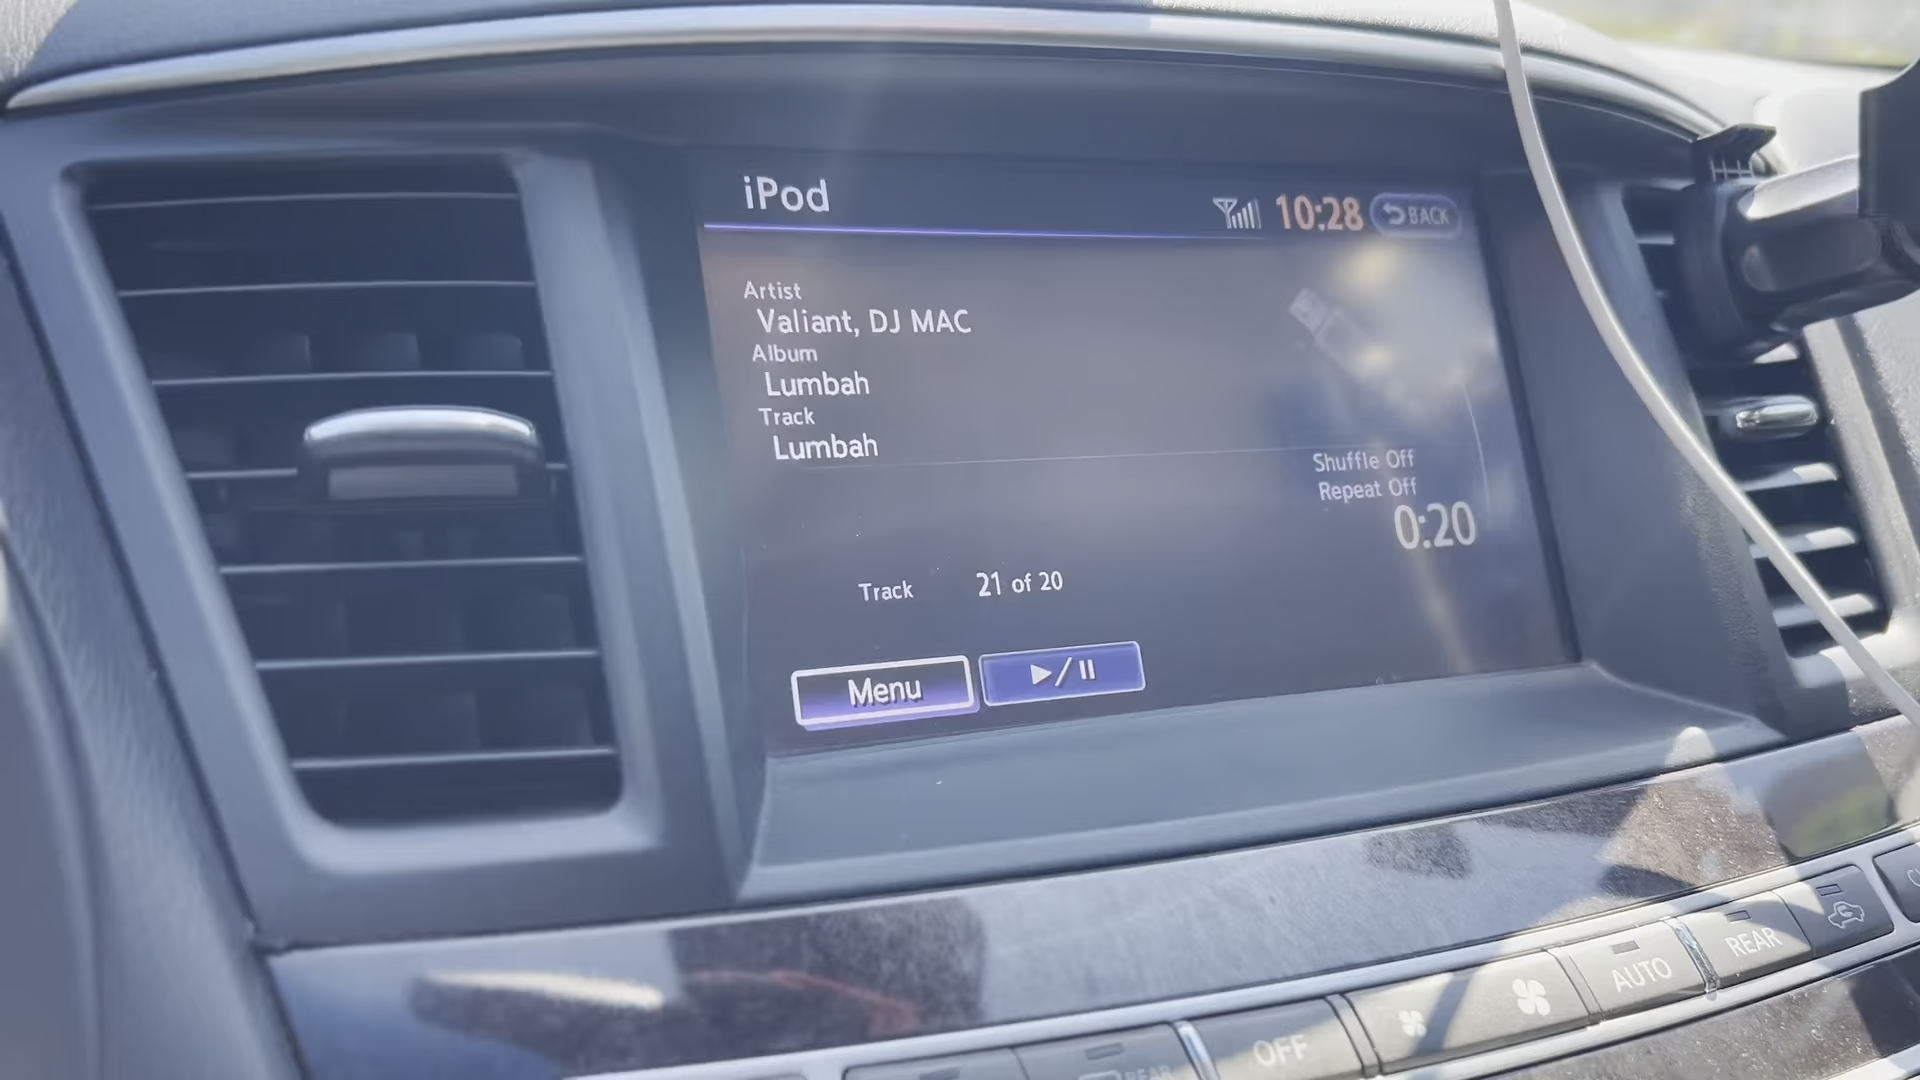 iPod
10:28 BACK
Artist
Valiant, DJ MAC
Album
Lumbah
Track
Lumbah
Shuffle Off
Repeat Off
0:20
Track 21 of 20
Menu
AUTO
REAR
OFF
REAR